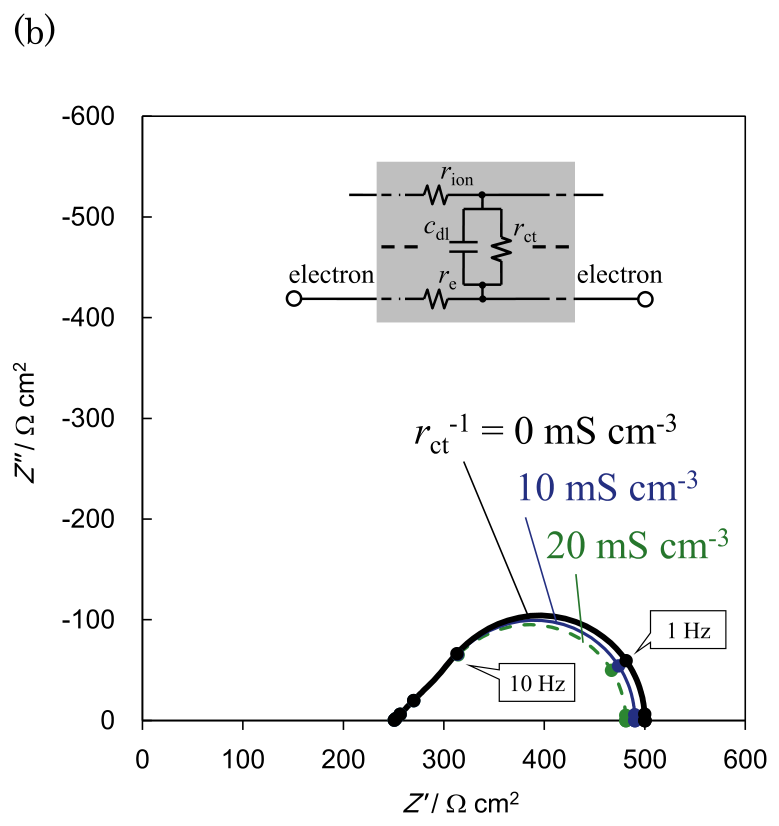 (b)
-600
-500
-400
-300
-200
-100
0
Z″ / Ω cm²
r_ion
c_dl
r_ct
electron
r_e
electron
r_ct⁻¹ = 0 mS cm⁻³
10 mS cm⁻³
20 mS cm⁻³
1 Hz
10 Hz
0 100 200 300 400 500 600
Z′ / Ω cm²